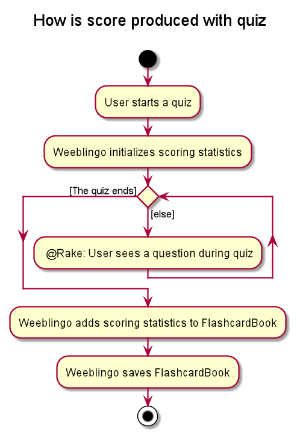 How is score produced with quiz
User starts a quiz
Weeblingo initializes scoring statistics
[The quiz ends]
[else]
@Rake: User sees a question during quiz
Weeblingo adds scoring statistics to FlashcardBook
Weeblingo saves FlashcardBook